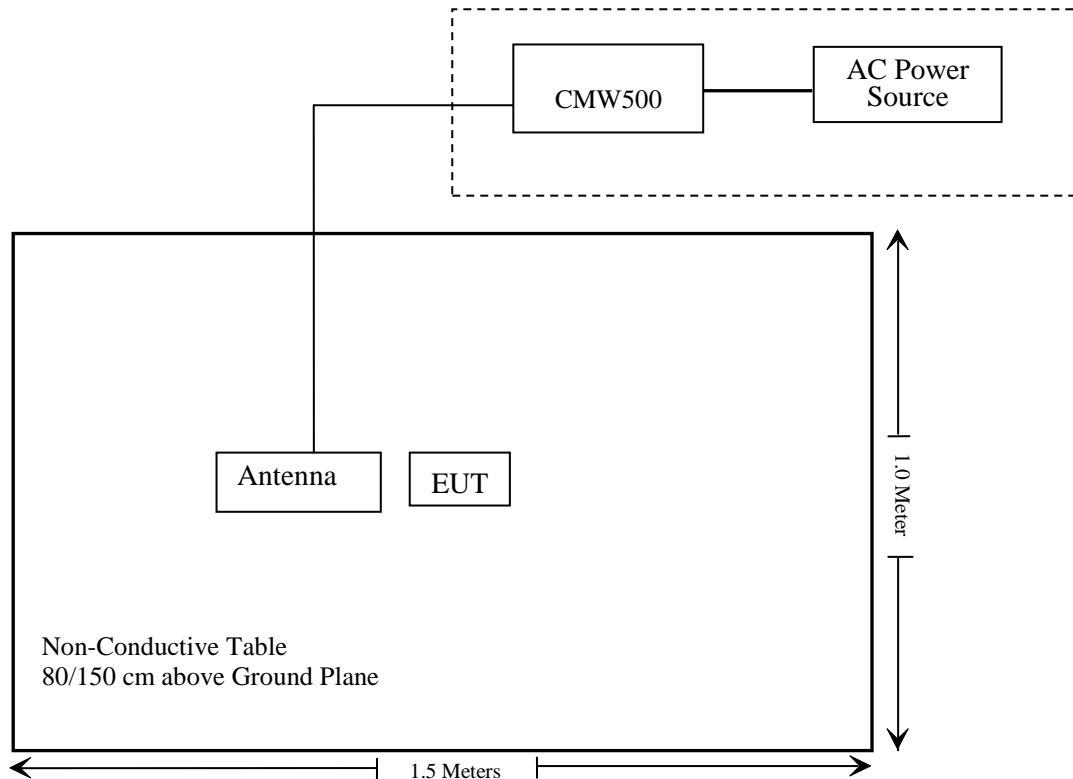 CMW500
AC Power
Source
Antenna
EUT
1.0 Meter
Non-Conductive Table
80/150 cm above Ground Plane
1.5 Meters